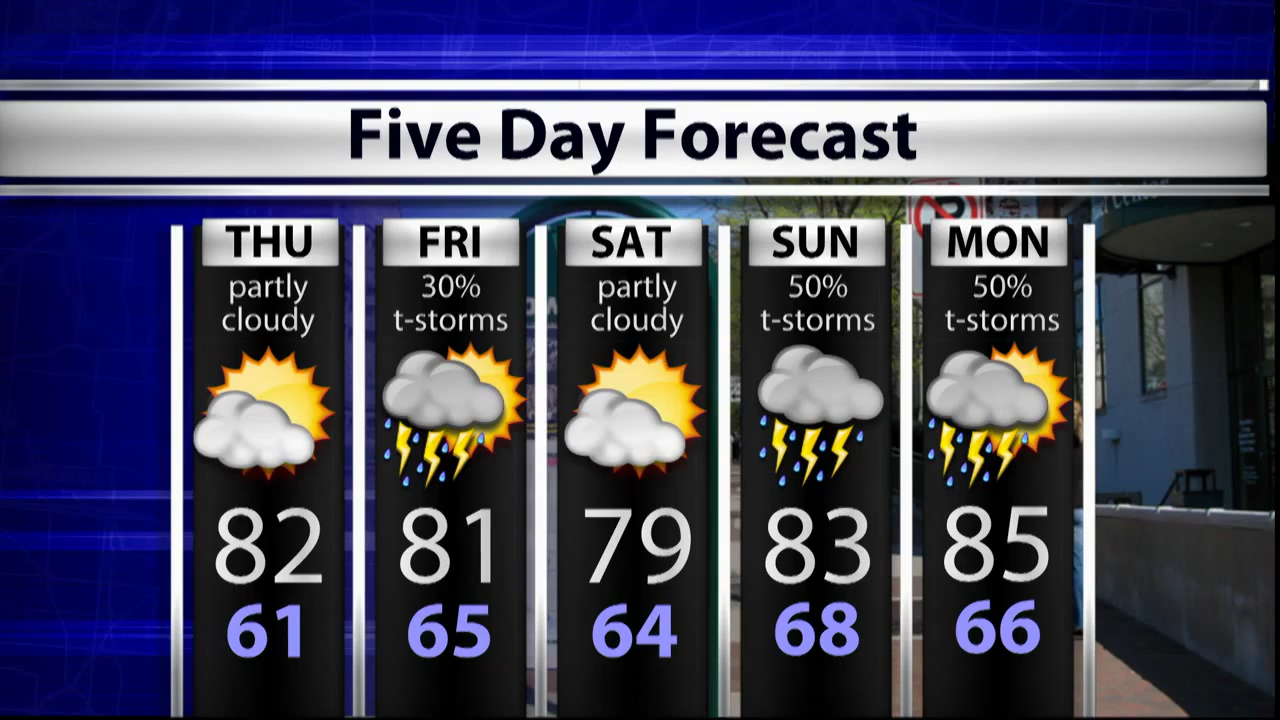 Five Day Forecast
THU
partly
cloudy
82
61
FRI
30%
t-storms
81
65
SAT
partly
cloudy
79
64
SUN
50%
t-storms
83
68
MON
50%
t-storms
85
66